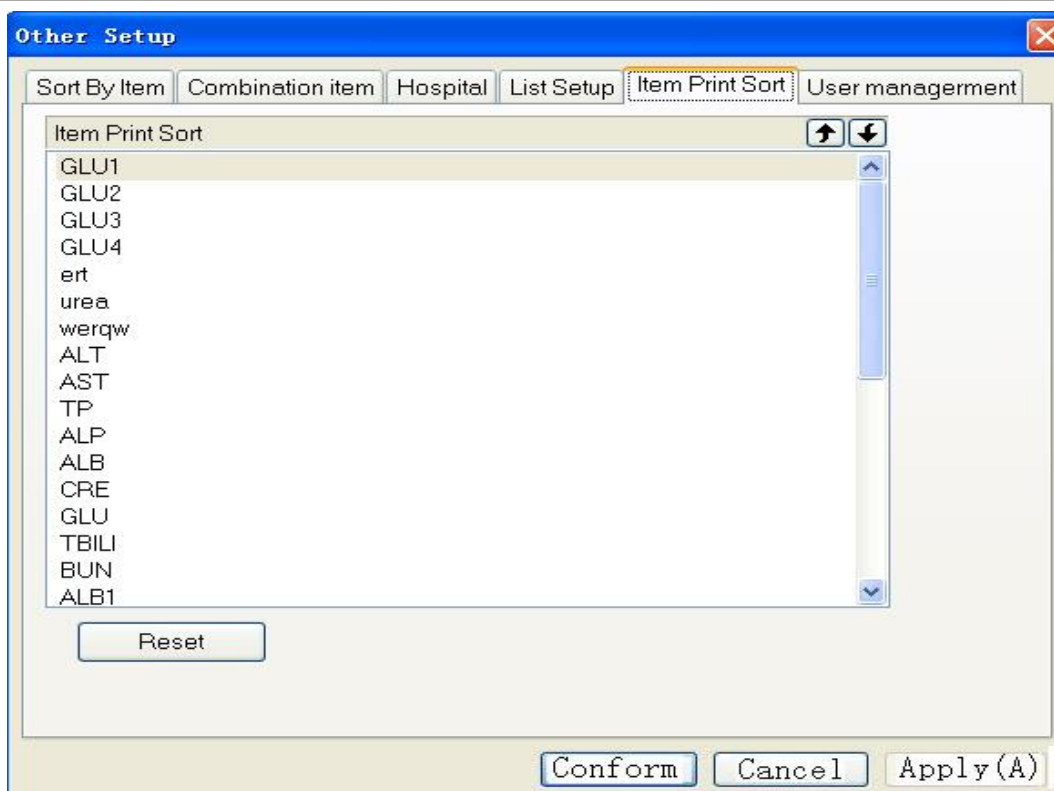 Other Setup
Sort By Item Combination item Hospital List Setup Item Print Sort User managerment
Item Print Sort
GLU1
GLU2
GLU3
GLU4
ert
urea
werqw
ALT
AST
TP
ALP
ALB
CRE
GLU
TBILI
BUN
ALB1
Reset
Conform Cancel Apply(A)